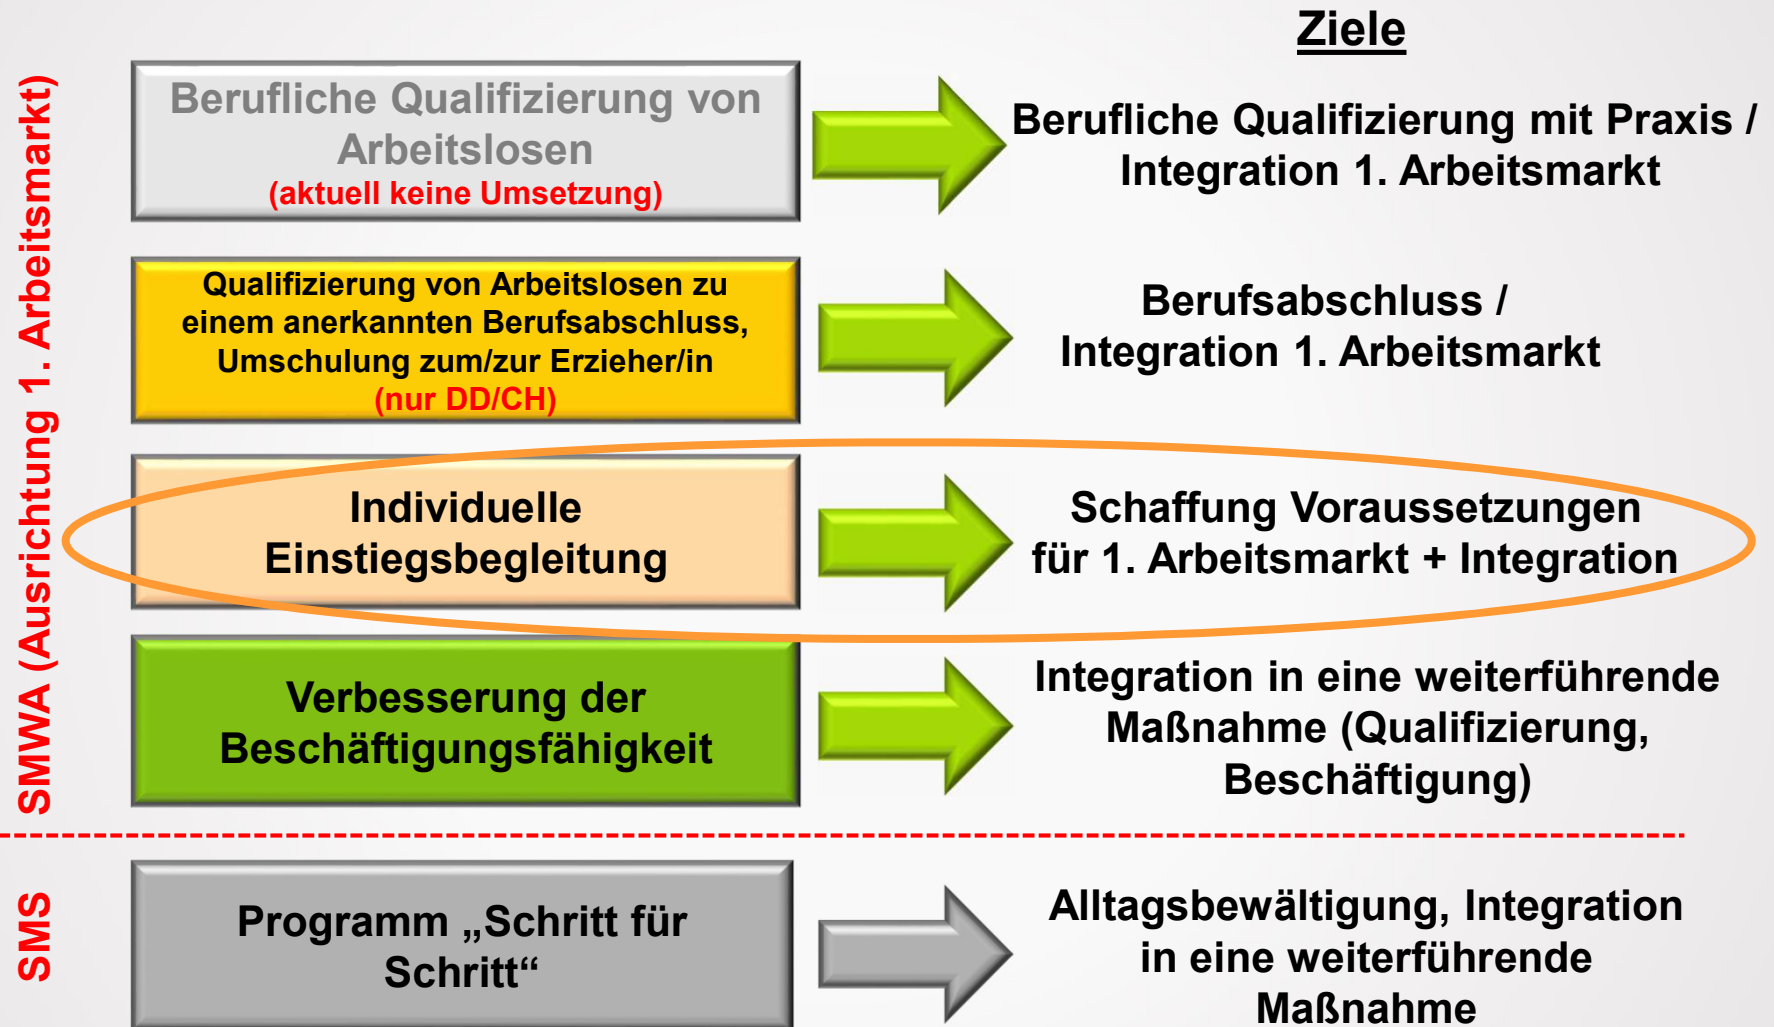 Ziele
SMWA (Ausrichtung 1. Arbeitsmarkt)
Berufliche Qualifizierung von
Arbeitslosen
(aktuell keine Umsetzung)
Berufliche Qualifizierung mit Praxis /
Integration 1. Arbeitsmarkt
Qualifizierung von Arbeitslosen zu
einem anerkannten Berufsabschluss,
Umschulung zum/zur Erzieher/in
(nur DD/CH)
Berufsabschluss /
Integration 1. Arbeitsmarkt
Individuelle
Einstiegsbegleitung
Schaffung Voraussetzungen
für 1. Arbeitsmarkt + Integration
Verbesserung der
Beschäftigungsfähigkeit
Integration in eine weiterführende
Maßnahme (Qualifizierung,
Beschäftigung)
SMS
Programm „Schritt für
Schritt“
Alltagsbewältigung, Integration
in eine weiterführende
Maßnahme